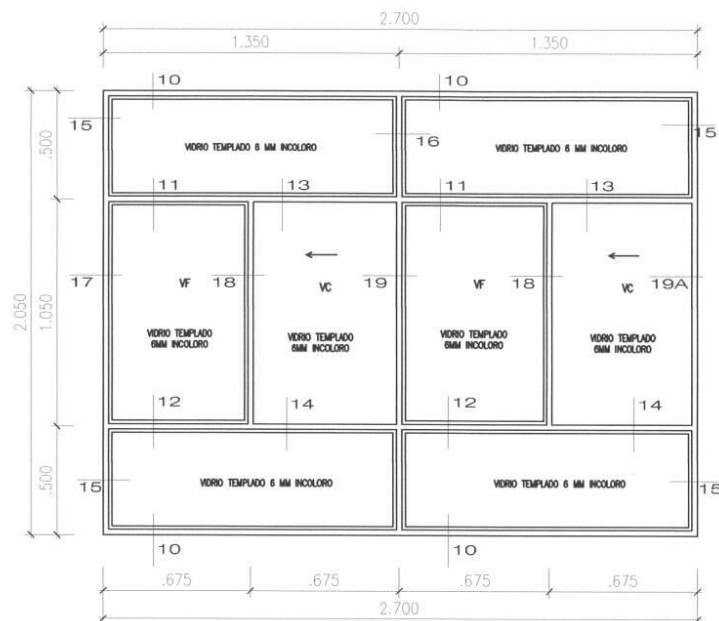 2.700
1.350 1.350
10 10
15 15
.500
VIDRIO TEMPLADO 6 MM INCOLORO 16 VIDRIO TEMPLADO 6 MM INCOLORO
11 13 11 13
2.050 1.050
17 VF 18 VC 19 VF 18 VC 19A
VIDRIO TEMPLADO VIDRIO TEMPLADO VIDRIO TEMPLADO VIDRIO TEMPLADO
6MM INCOLORO 6MM INCOLORO 6MM INCOLORO 6MM INCOLORO
12 14 12 14
.500
15 VIDRIO TEMPLADO 6 MM INCOLORO VIDRIO TEMPLADO 6 MM INCOLORO 15
10 10
.675 .675 .675 .675
2.700